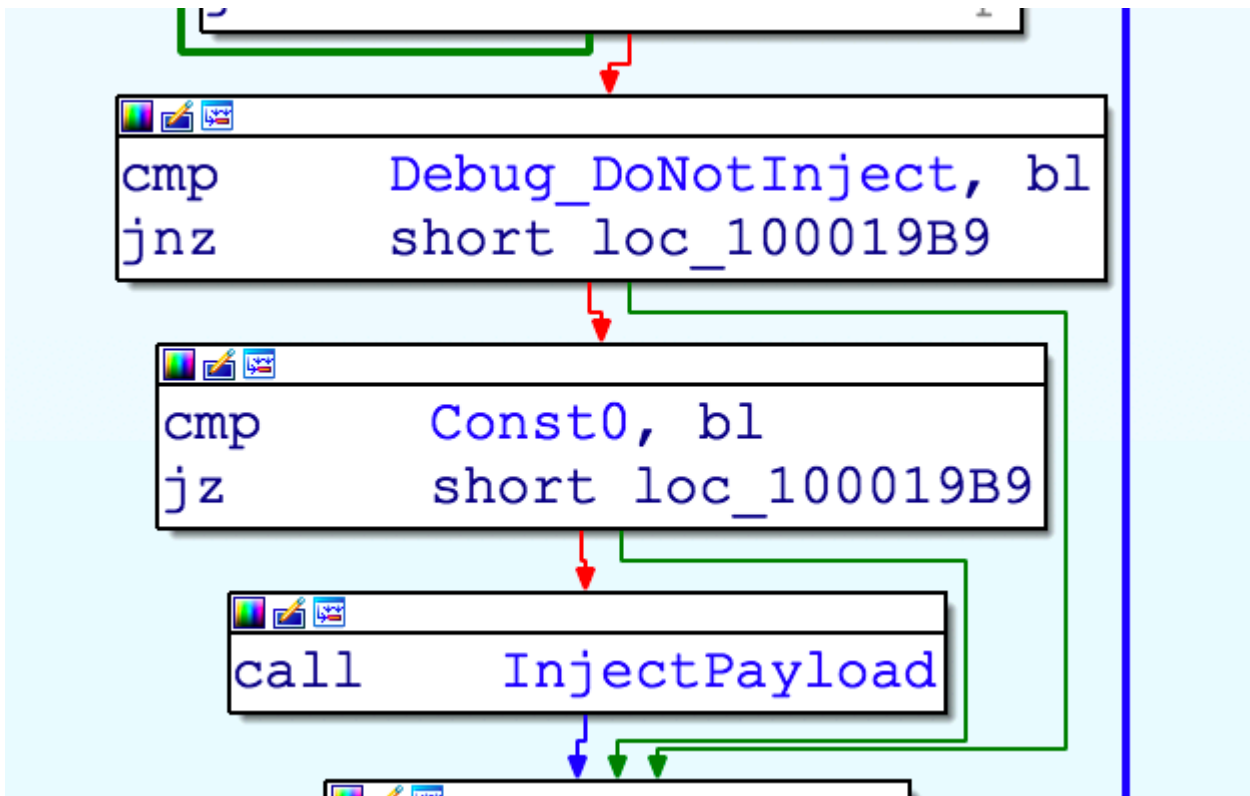 cmp Debug_DoNotInject, bl
jnz short loc_100019B9
cmp Const0, bl
jz short loc_100019B9
call InjectPayload